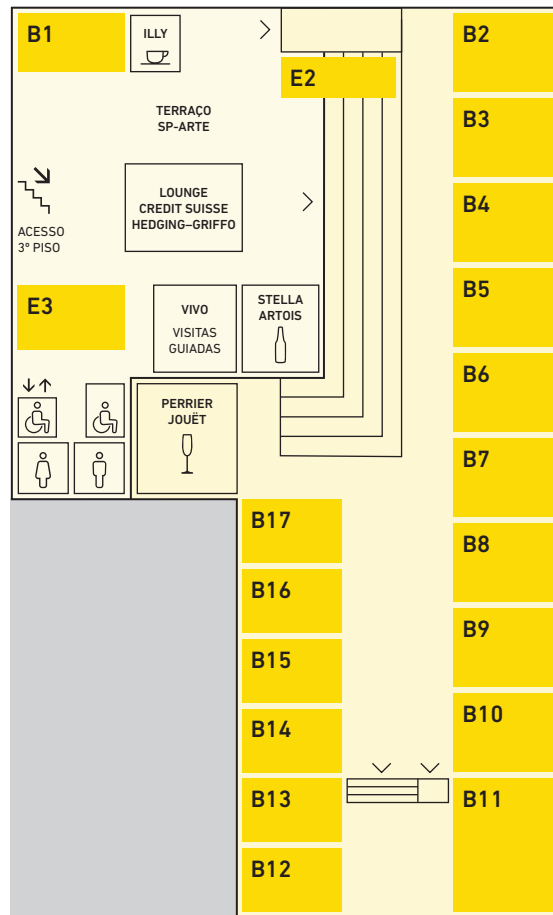 B1
ILLY
E2
B2
TERRAÇO
SP-ARTE
B3
LOUNGE
CREDIT SUISSE
HEDGING–GRIFFO
ACESSO
3º PISO
B4
E3
VIVO
VISITAS
GUIADAS
STELLA
ARTOIS
B5
B6
PERRIER
JOUËT
B7
B17
B8
B16
B9
B15
B14
B10
B13
B11
B12